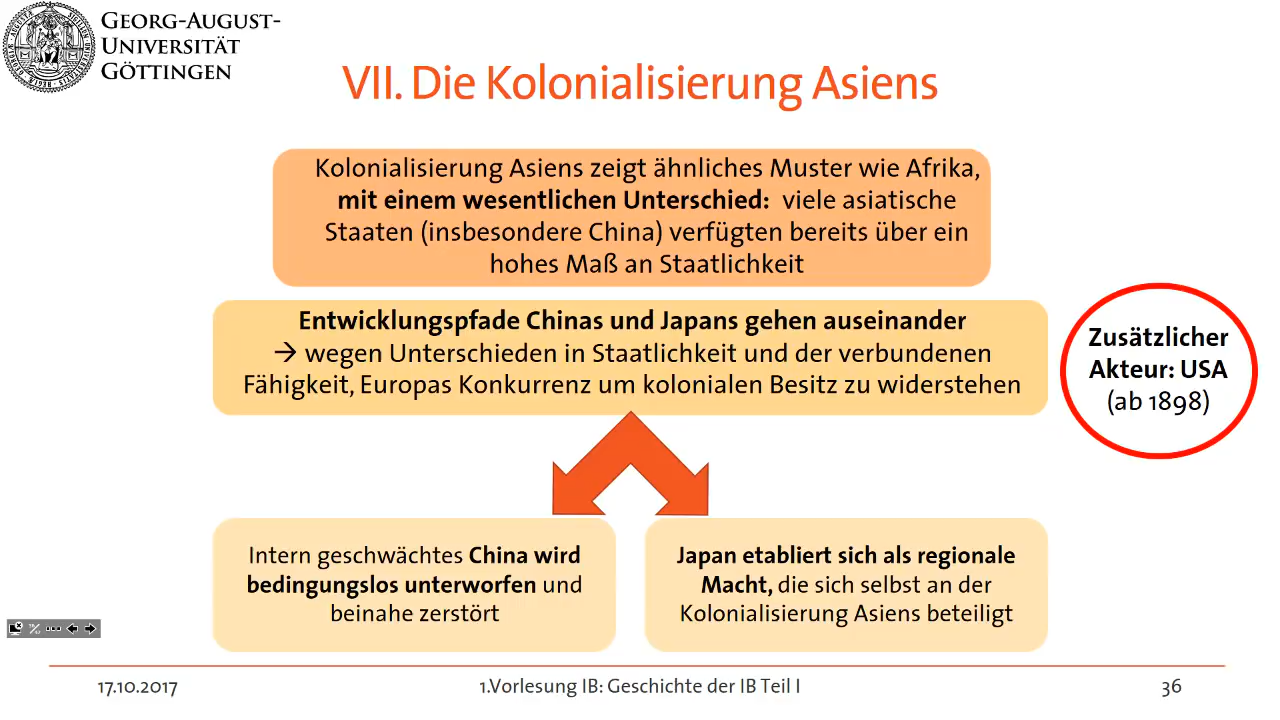 GEORG-AUGUST-
UNIVERSITÄT
GÖTTINGEN
VII. Die Kolonialisierung Asiens
Kolonialisierung Asiens zeigt ähnliches Muster wie Afrika,
mit einem wesentlichen Unterschied: viele asiatische
Staaten (insbesondere China) verfügten bereits über ein
hohes Maß an Staatlichkeit
Entwicklungspfade Chinas und Japans gehen auseinander
→ wegen Unterschieden in Staatlichkeit und der verbundenen
Fähigkeit, Europas Konkurrenz um kolonialen Besitz zu widerstehen
Zusätzlicher
Akteur: USA
(ab 1898)
Intern geschwächtes China wird
bedingungslos unterworfen und
beinahe zerstört
Japan etabliert sich als regionale
Macht, die sich selbst an der
Kolonialisierung Asiens beteiligt
17.10.2017
1.Vorlesung IB: Geschichte der IB Teil I
36